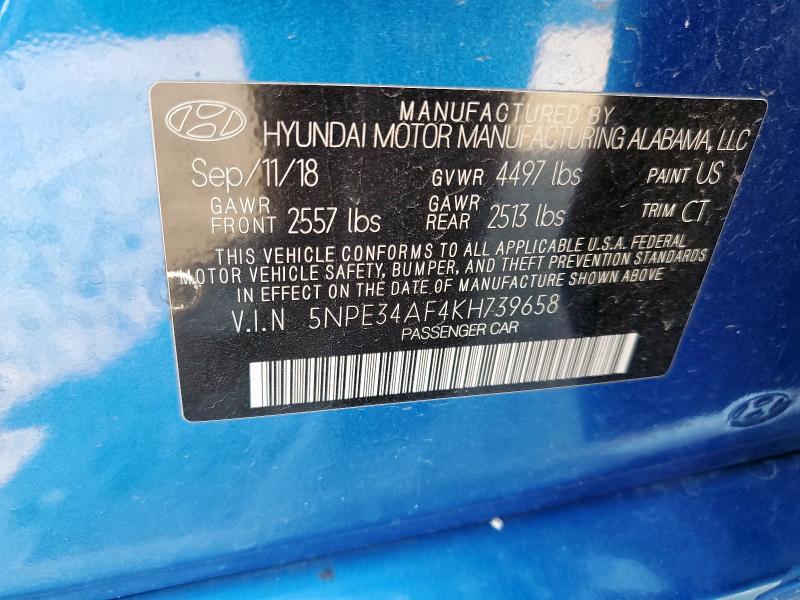 MANUFACTURED BY
HYUNDAI MOTOR MANUFACTURING ALABAMA, LLC
Sep/11/18 GVWR 4497 lbs PAINT US
GAWR FRONT 2557 lbs GAWR REAR 2513 lbs TRIM CT
THIS VEHICLE CONFORMS TO ALL APPLICABLE U.S.A. FEDERAL
MOTOR VEHICLE SAFETY, BUMPER, AND THEFT PREVENTION STANDARDS
IN EFFECT ON THE DATE OF MANUFACTURE SHOWN ABOVE
V.I.N 5NPE34AF4KH739658
PASSENGER CAR